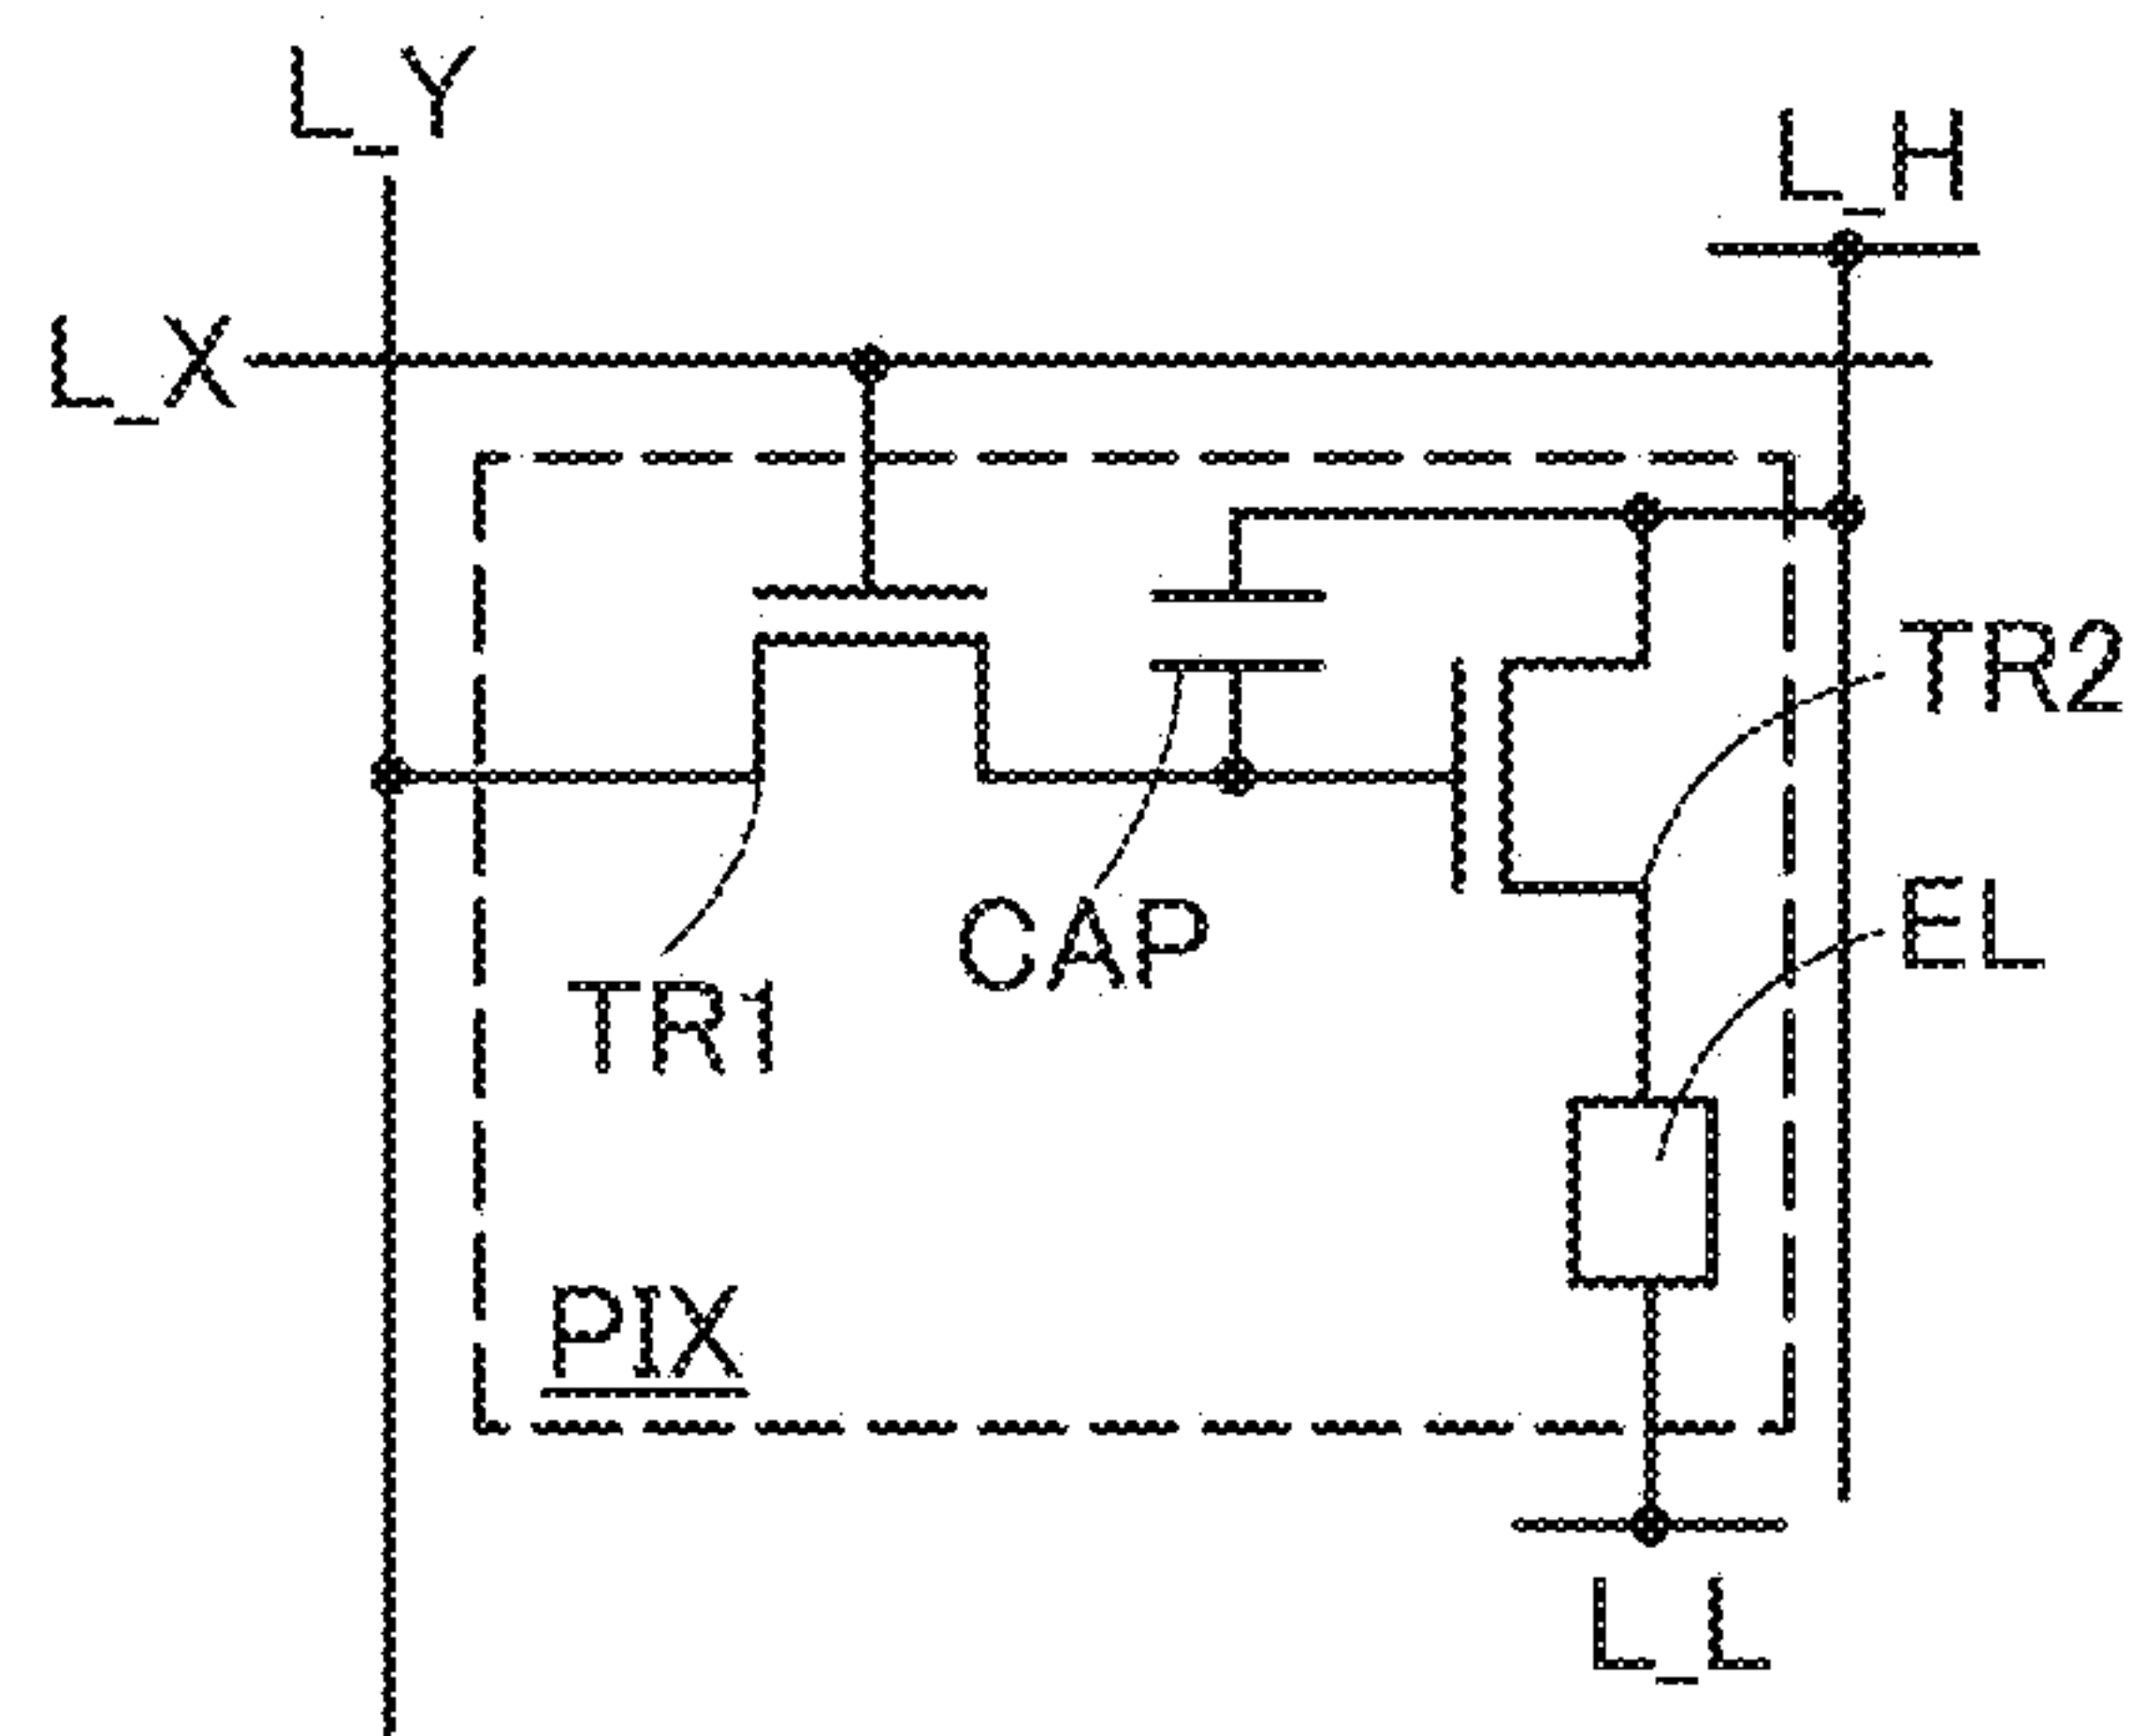 L_Y
L_H
L_X
TR2
EL
CAP
TR1
PIX
L_L